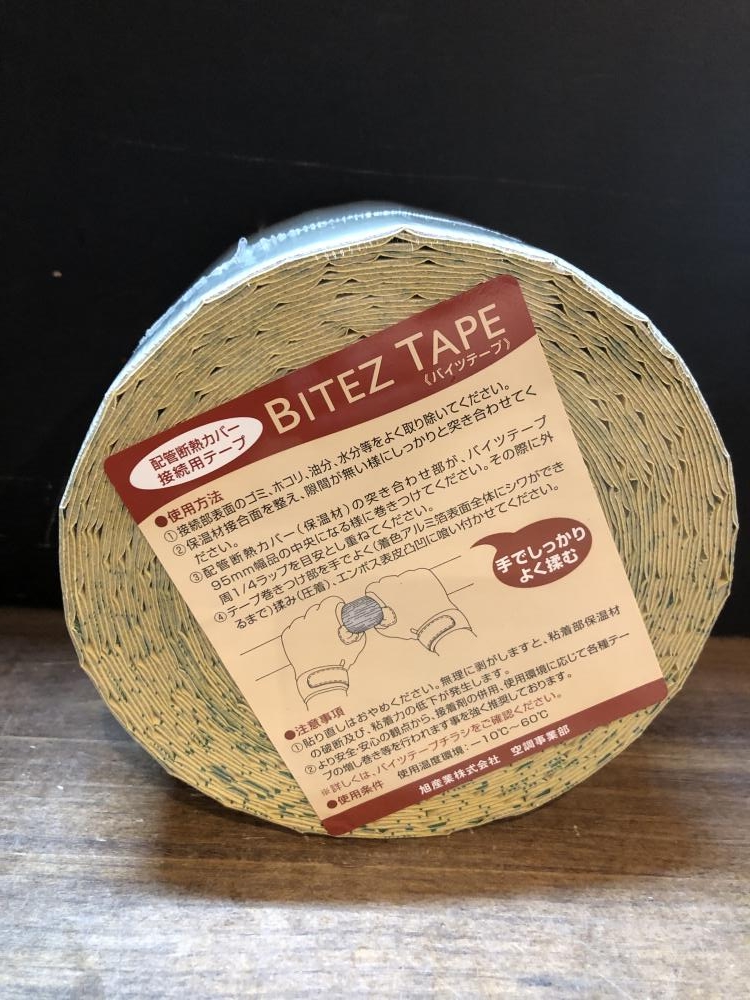 配管断熱カバー
接続用テープ
BITEZ TAPE
《バイツテープ》
●使用方法
①接続部表面のゴミ、ホコリ、油分、水分等をよく取り除いてください。
②保温材接合面を整え、隙間が無い様にしっかりと突き合わせてく
ださい。
③配管断熱カバー(保温材)の突き合わせ部が、バイツテープ
95mm幅品の中央になる様に巻きつけてください。その際に外
周1/4ラップを目安とし重ねてください。
④テープ巻きつけ部を手でよく(着色アルミ箔表面全体にシワができ
るまで)揉み(圧着)、エンボス表皮凸凹に喰い付かせてください。
手でしっかり
よく揉む
●注意事項
①貼り直しはおやめください。無理に剥がしますと、粘着部保温材
の破断及び、粘着力の低下が発生します。
②より安全・安心の観点から、接着剤の併用、使用環境に応じて各種テー
プの増し巻き等を行われます事を強く推奨しております。
※詳しくは、バイツテープチラシをご確認ください。
●使用条件 使用温度環境：－10℃～60℃
旭産業株式会社 空調事業部